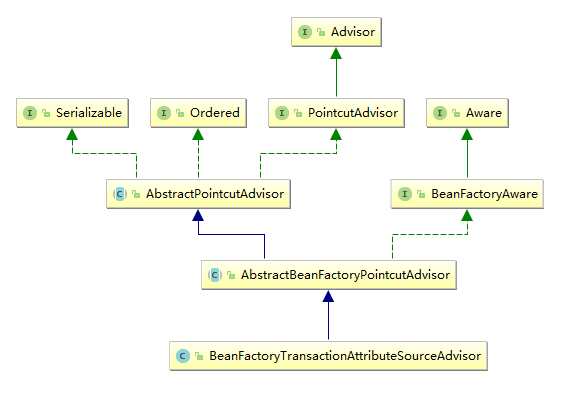 I Advisor
I Serializable
I Ordered
I PointcutAdvisor
I Aware
C AbstractPointcutAdvisor
I BeanFactoryAware
C AbstractBeanFactoryPointcutAdvisor
C BeanFactoryTransactionAttributeSourceAdvisor